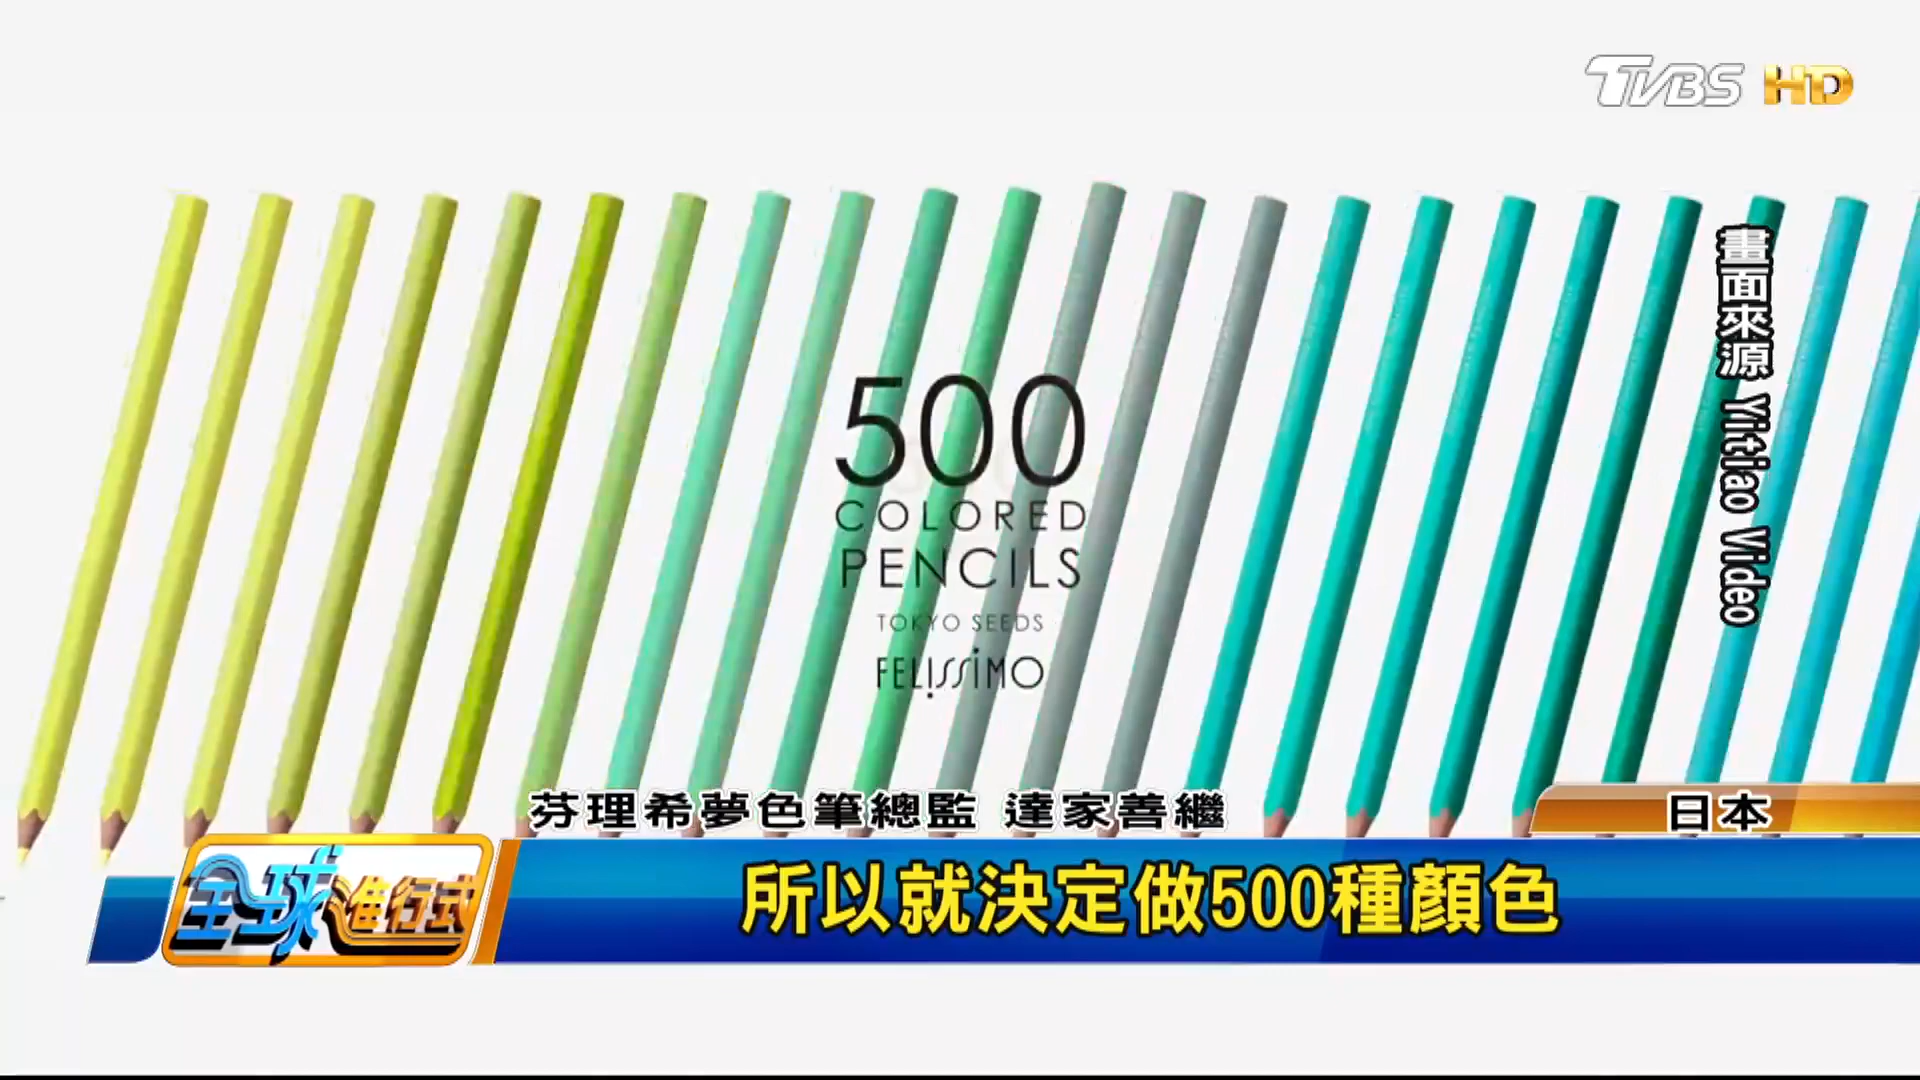 TVBS HD
畫面來源 Yitiao Video
500
COLORED
PENCILS
TOKYO SEEDS
FELISSIMO
芬理希夢色筆總監 達家善繼
日本
全球進行式
所以就決定做500種顏色